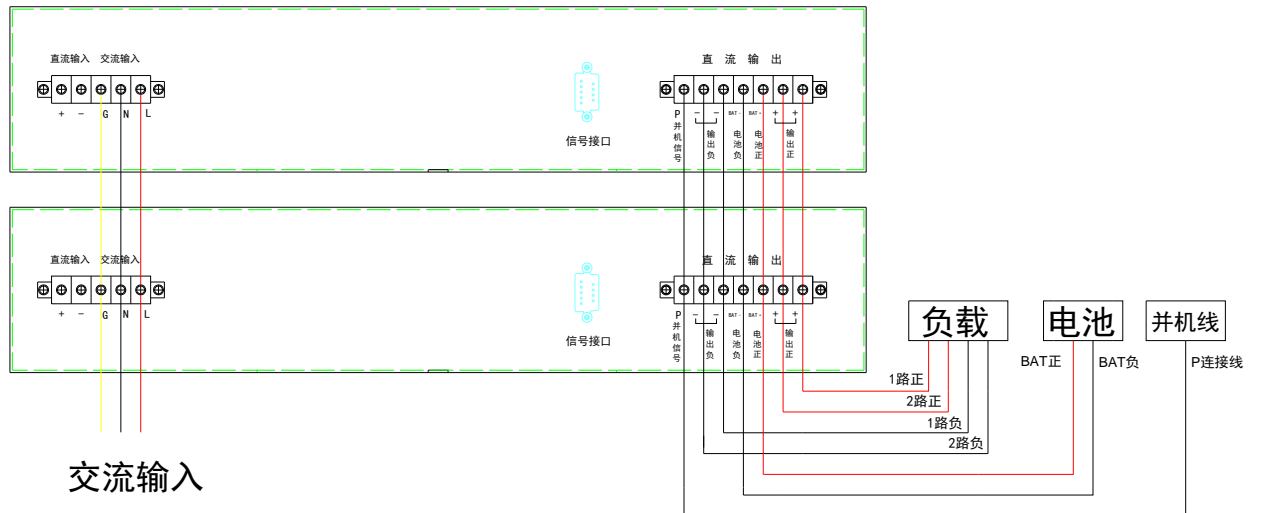 直流输入 交流输入
直 流 输 出
+ - G N L
信号接口
P - - BAT- BAT+ + +
并机信号
输出负
电池负
电池正
输出正
直流输入 交流输入
直 流 输 出
+ - G N L
信号接口
P - - BAT- BAT+ + +
并机信号
输出负
电池负
电池正
输出正
负载
电池
并机线
BAT正
BAT负
P连接线
1路正
2路正
1路负
2路负
交流输入